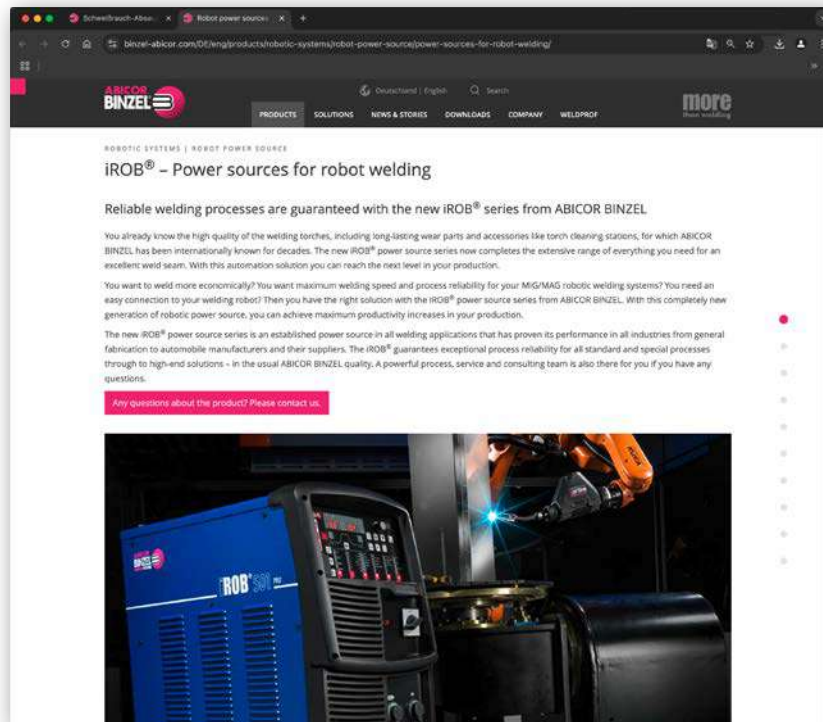 Schweißrauch-Absau
Robot power sources
binzel-abicor.com/DE/eng/products/robotic-systems/robot-power-source/power-sources-for-robot-welding/
ABICOR
BINZEL
Deutschland | English
Search
more
than welding
PRODUCTS SOLUTIONS NEWS & STORIES DOWNLOADS COMPANY WELDPROF
ROBOTIC SYSTEMS | ROBOT POWER SOURCE
iROB® – Power sources for robot welding
Reliable welding processes are guaranteed with the new iROB® series from ABICOR BINZEL
You already know the high quality of the welding torches, including long-lasting wear parts and accessories like torch cleaning stations, for which ABICOR
BINZEL has been internationally known for decades. The new iROB® power source series now completes the extensive range of everything you need for an
excellent weld seam. With this automation solution you can reach the next level in your production.
You want to weld more economically? You want maximum welding speed and process reliability for your MIG/MAG robotic welding systems? You need an
easy connection to your welding robot? Then you have the right solution with the iROB® power source series from ABICOR BINZEL. With this completely new
generation of robotic power source, you can achieve maximum productivity increases in your production.
The new iROB® power source series is an established power source in all welding applications that has proven its performance in all industries from general
fabrication to automobile manufacturers and their suppliers. The iROB® guarantees exceptional process reliability for all standard and special processes
through to high-end solutions – in the usual ABICOR BINZEL quality. A powerful process, service and consulting team is also there for you if you have any
questions.
Any questions about the product? Please contact us.
KUKA
ABICOR
BINZEL
iROB® 501 PRO